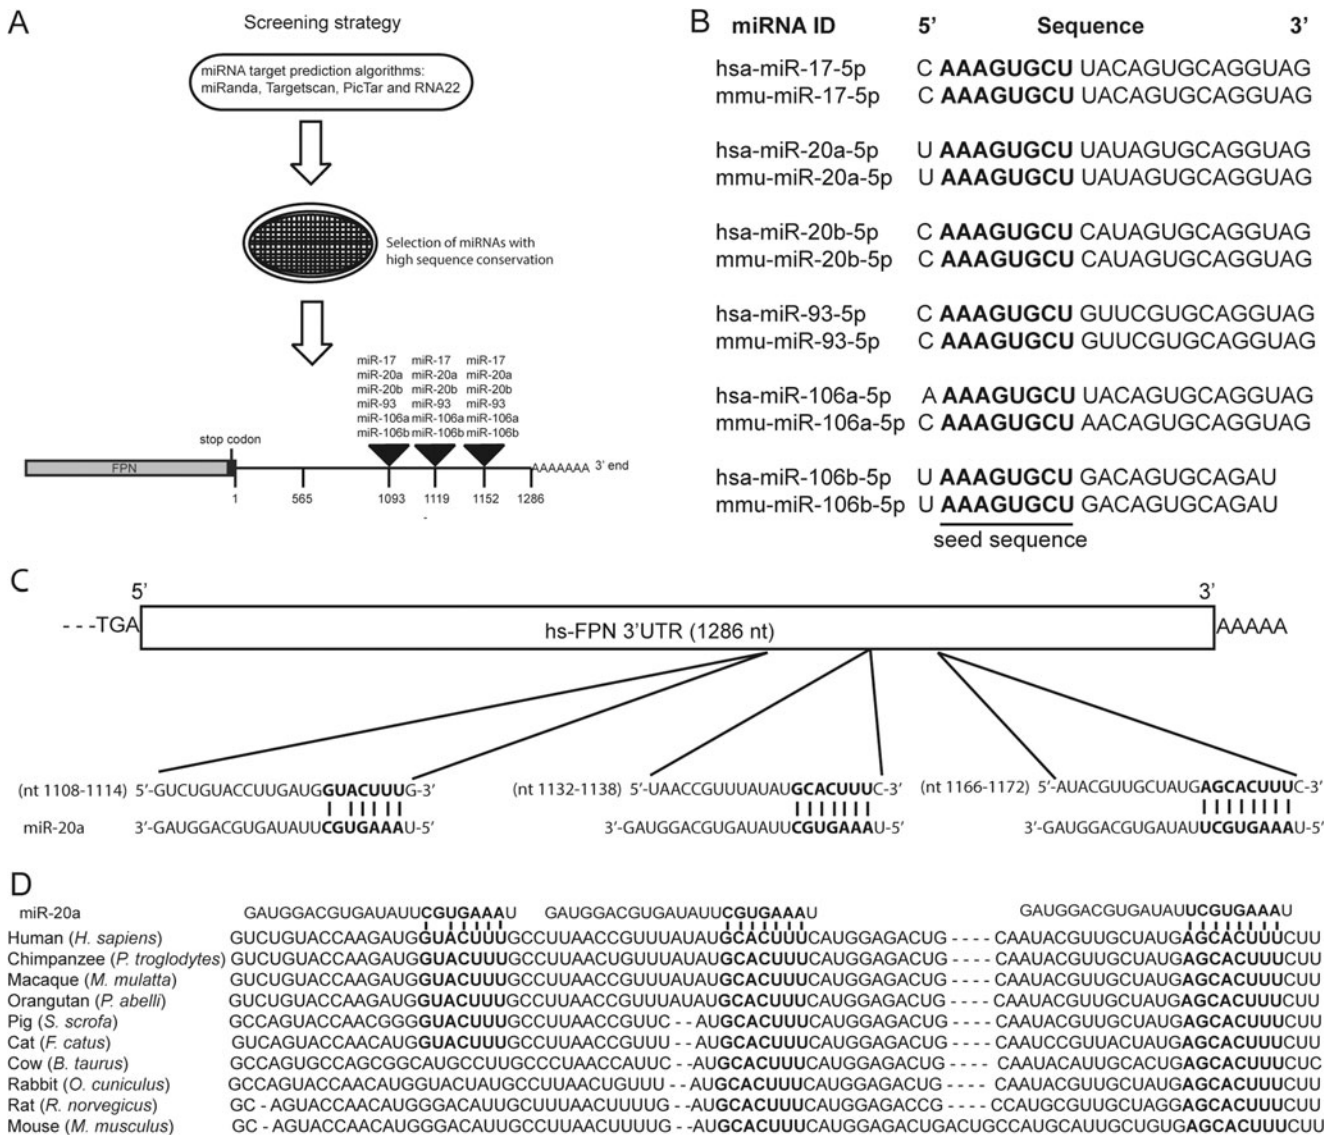 A
Screening strategy
miRNA target prediction algorithms:
miRanda, Targetscan, PicTar and RNA22
Selection of miRNAs with
high sequence conservation
miR-17 miR-17 miR-17
miR-20a miR-20a miR-20a
miR-20b miR-20b miR-20b
miR-93 miR-93 miR-93
miR-106a miR-106a miR-106a
miR-106b miR-106b miR-106b
stop codon
FPN
AAAAAAA 3' end
1 565 1093 1119 1152 1286
B
miRNA ID 5' Sequence 3'
hsa-miR-17-5p C AAAGUGCU UACAGUGCAGGUAG
mmu-miR-17-5p C AAAGUGCU UACAGUGCAGGUAG
hsa-miR-20a-5p U AAAGUGCU UAUAGUGCAGGUAG
mmu-miR-20a-5p U AAAGUGCU UAUAGUGCAGGUAG
hsa-miR-20b-5p C AAAGUGCU CAUAGUGCAGGUAG
mmu-miR-20b-5p C AAAGUGCU CAUAGUGCAGGUAG
hsa-miR-93-5p C AAAGUGCU GUUCGUGCAGGUAG
mmu-miR-93-5p C AAAGUGCU GUUCGUGCAGGUAG
hsa-miR-106a-5p A AAAGUGCU UACAGUGCAGGUAG
mmu-miR-106a-5p C AAAGUGCU AACAGUGCAGGUAG
hsa-miR-106b-5p U AAAGUGCU GACAGUGCAGAU
mmu-miR-106b-5p U AAAGUGCU GACAGUGCAGAU
seed sequence
C
5' 3'
- - -TGA hs-FPN 3'UTR (1286 nt) AAAAA
(nt 1108-1114) 5'-GUCUGUACCUUGAUGGUACUUUG-3' (nt 1132-1138) 5'-UAACCGUUUAUAUGCACUUUC-3' (nt 1166-1172) 5'-AUACGUUGCUAUGAGCACUUUC-3'
miR-20a 3'-GAUGGACGUGAUAUUCGUGAAAU-5' 3'-GAUGGACGUGAUAUUCGUGAAAU-5' 3'-GAUGGACGUGAUAUUCGUGAAAU-5'
D
miR-20a GAUGGACGUGAUAUUCGUGAAAU GAUGGACGUGAUAUUCGUGAAAU GAUGGACGUGAUAUUCGUGAAAU
Human (H. sapiens) GUCUGUACCAAGAUGGUACUUUGCCUUAACCGUUUAUAUGCACUUUCAUGGAGACUG - - - - CAAUACGUUGCUAUGAGCACUUUCUU
Chimpanzee (P. troglodytes) GUCUGUACCAAGAUGGUACUUUGCCUUAACUGUUUAUAUGCACUUUCAUGGAGACUG - - - - CAAUACGUUGCUAUGAGCACUUUCUU
Macaque (M. mulatta) GUCUGUACCAAGAUGGUACUUUGCCUUAACCGUUUAUAUGCACUUUCAUGGAGACUG - - - - CAAUACGUUGCUAUGAGCACUUUCUU
Orangutan (P. abelli) GUCUGUACCAAGAUGGUACUUUGCCUUAACCGUUUAUAUGCACUUUCAUGGAGACUG - - - - CAAUACGUUGCUAUGAGCACUUUCUU
Pig (S. scrofa) GCCAGUACCAACGGGGUACUUUGCCUUAACCGUUC - - AUGCACUUUCAUGGAGACUG - - - - CAAUACGUUGCUAUGAGCACUUUCUU
Cat (F. catus) GUCAGUACCAACAUGGUACUUUGCCUUAACCGUUU - - AUGCACUUUCAUGGAGACUG - - - - CAAUCCGUUACUAUGAGCACUUUCUU
Cow (B. taurus) GCCAGUGCCAGCGGCAUGCCUUGCCCUAACCAUUC - - AUGCACUUUCAUGGAGACUG - - - - CAAUACAUUGCACUGAGCACUUUCUC
Rabbit (O. cuniculus) GCCAGUACCAACAUGGUACUAUGCCUUAACUGUUU - - AUGCACUUUCAUGGAGACUG - - - - CAAUACGUUGCUAUGAGCACUUUCUU
Rat (R. norvegicus) GC - AGUACCAACAUGGGACAUUGCUUUAACUUUUG - - AUGCACUUUCAUGGAGACCG - - - - CCAUGCGUUGCUAGGAGCACUUUCUU
Mouse (M. musculus) GC - AGUACCAACAUGGGACAUUGCUUUAACUUUUG - - AUGCACUUUCAUGGAGACUGACUGCCAUGCAUUGCUGUGAGCACUUUCUU